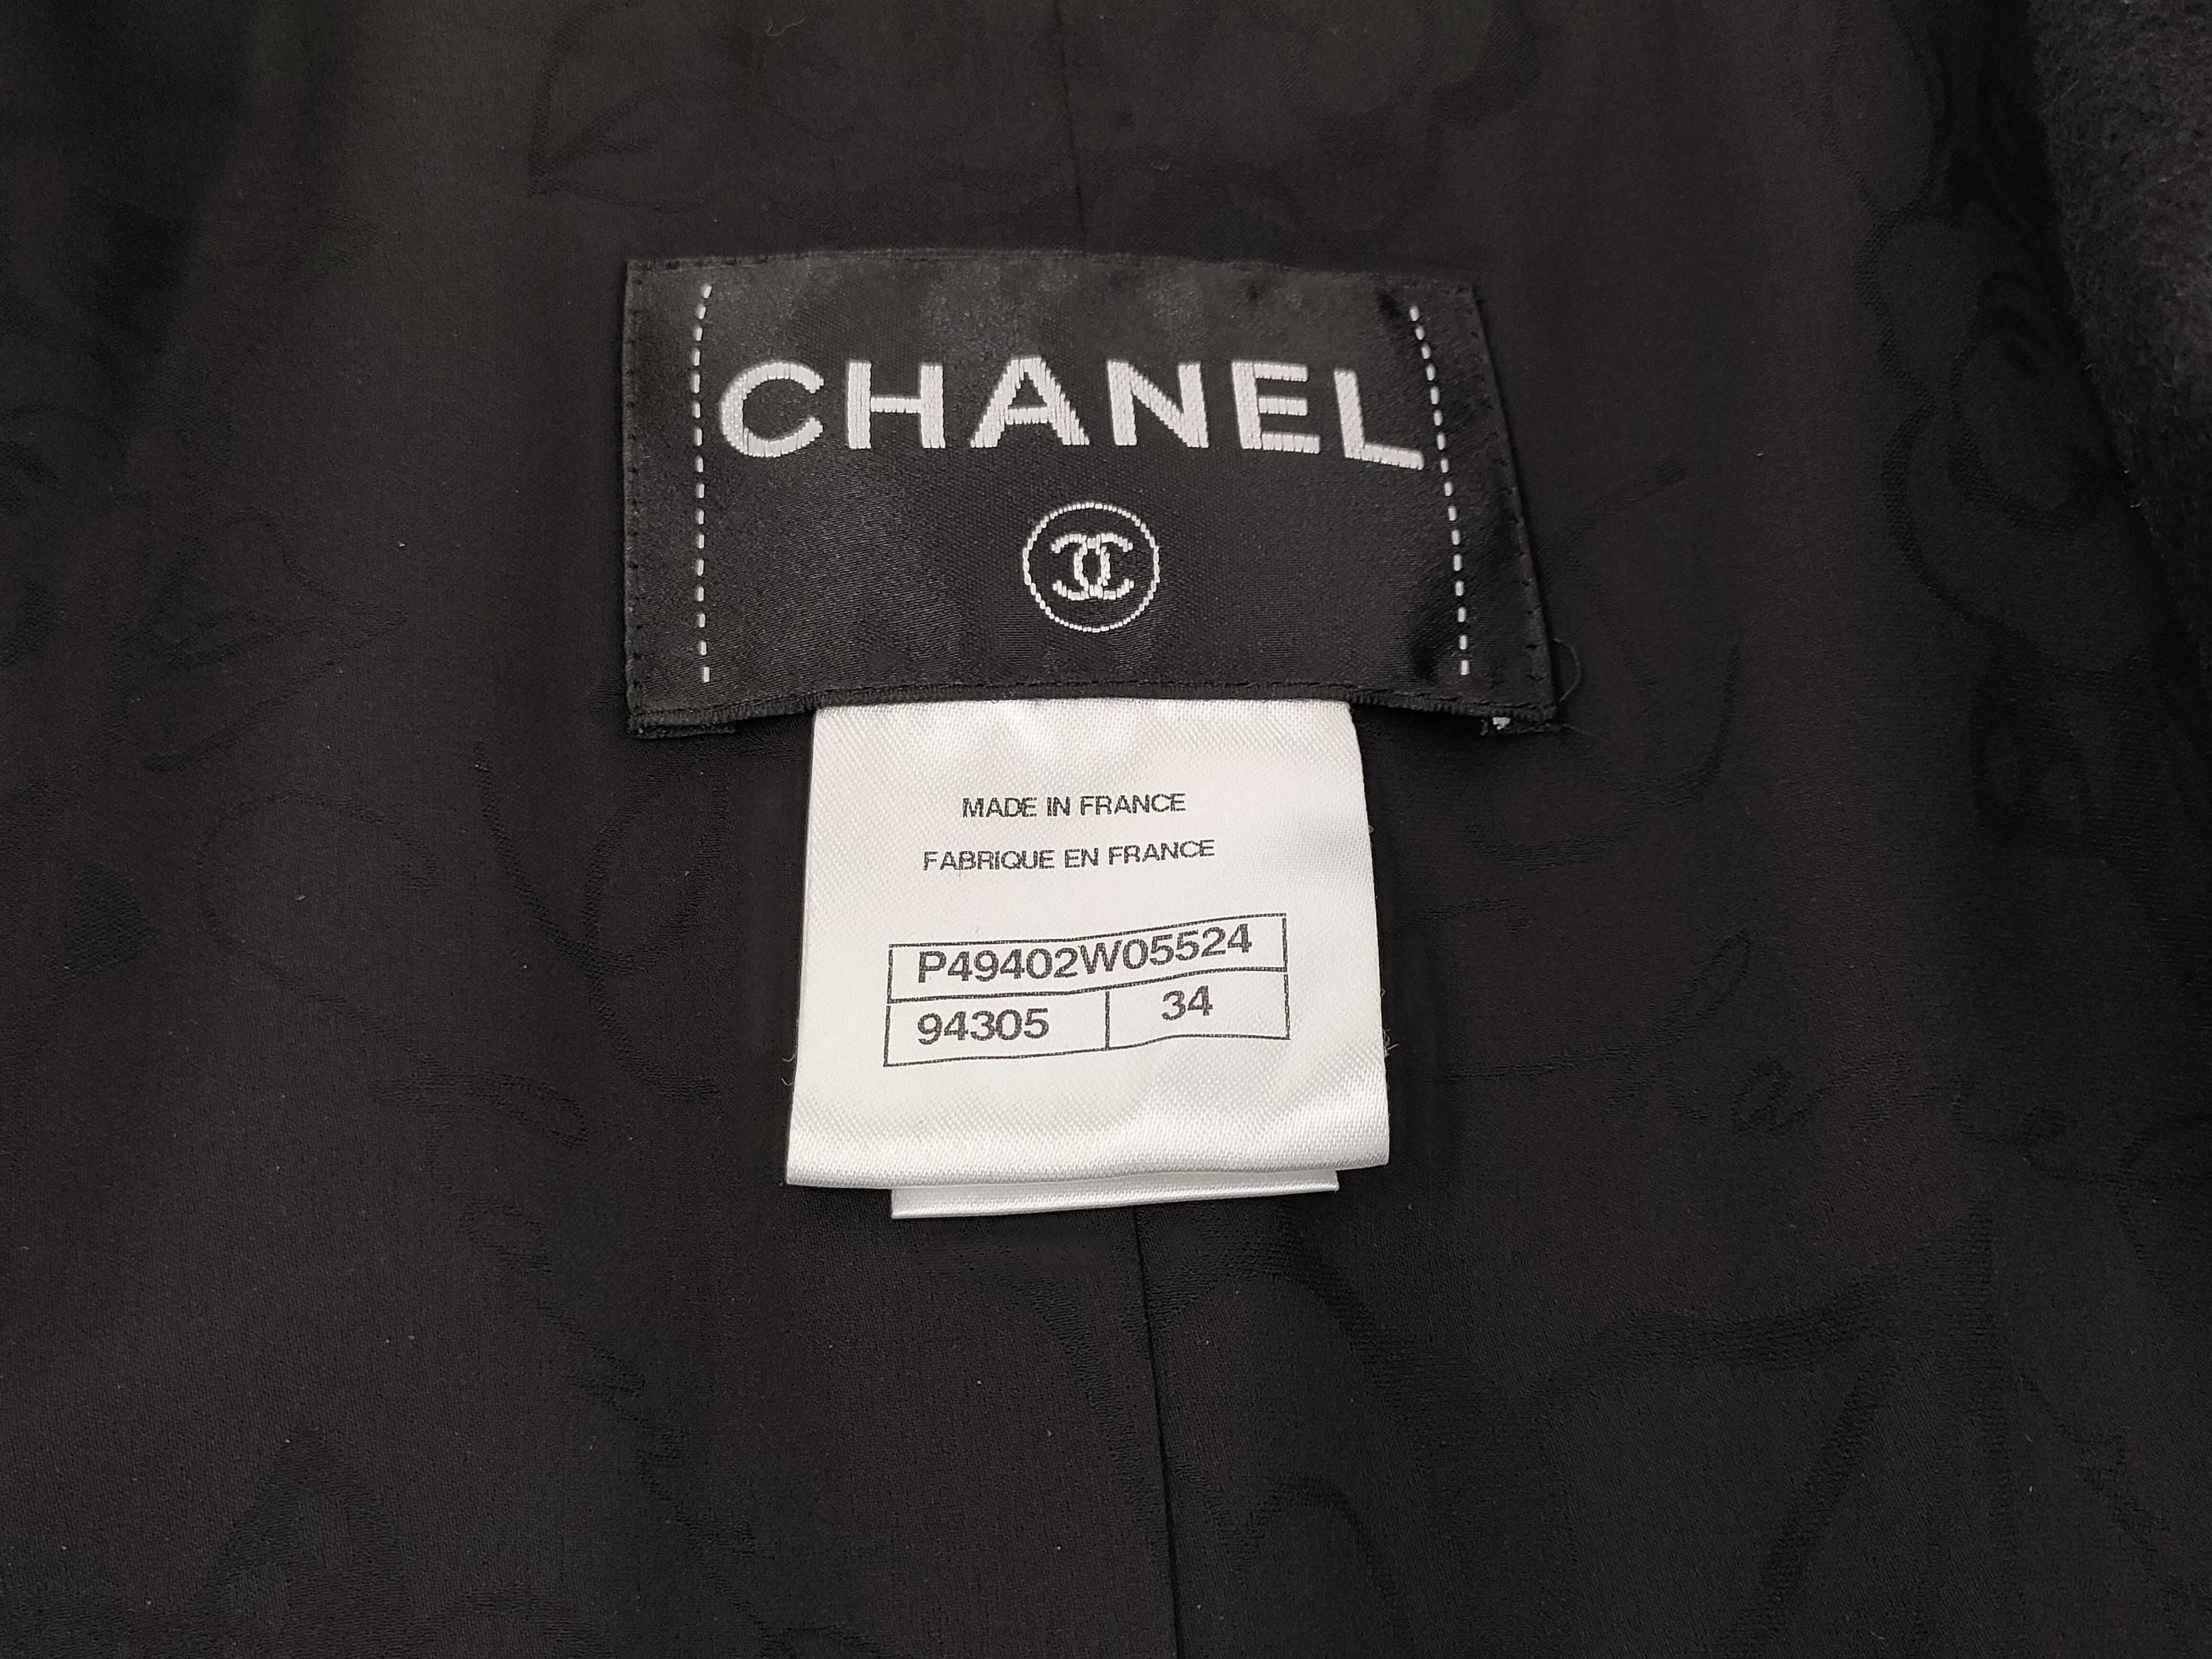 CHANEL
MADE IN FRANCE
FABRIQUE EN FRANCE
P49402W05524
94305 34